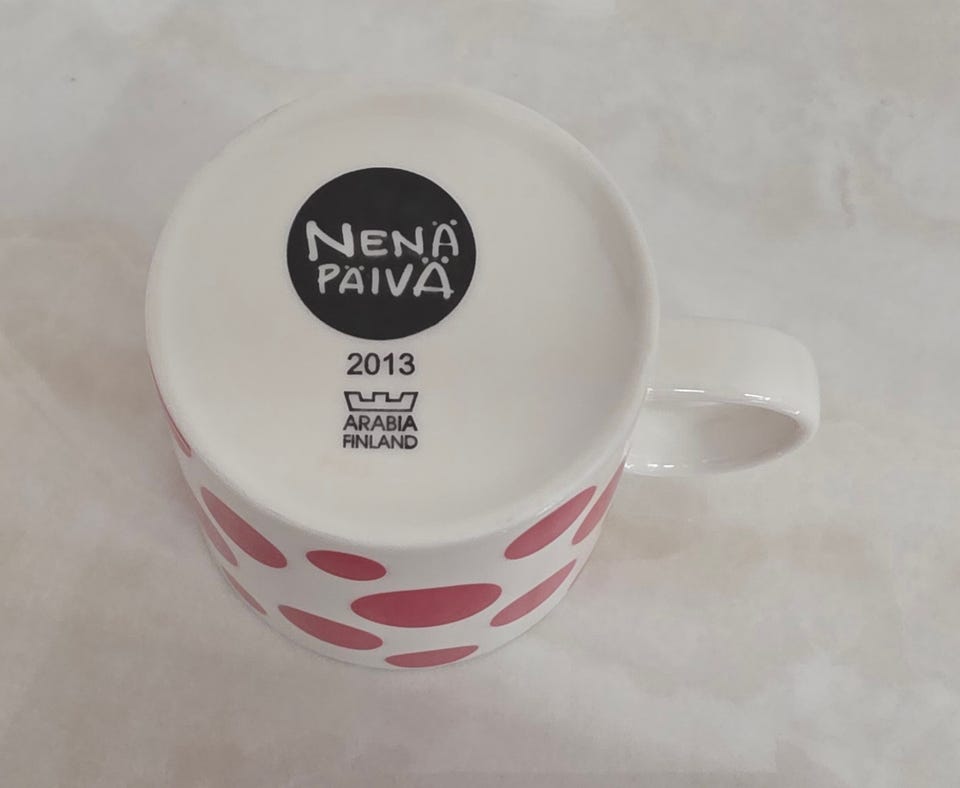 NENÄ
PÄIVÄ
2013
ARABIA
FINLAND